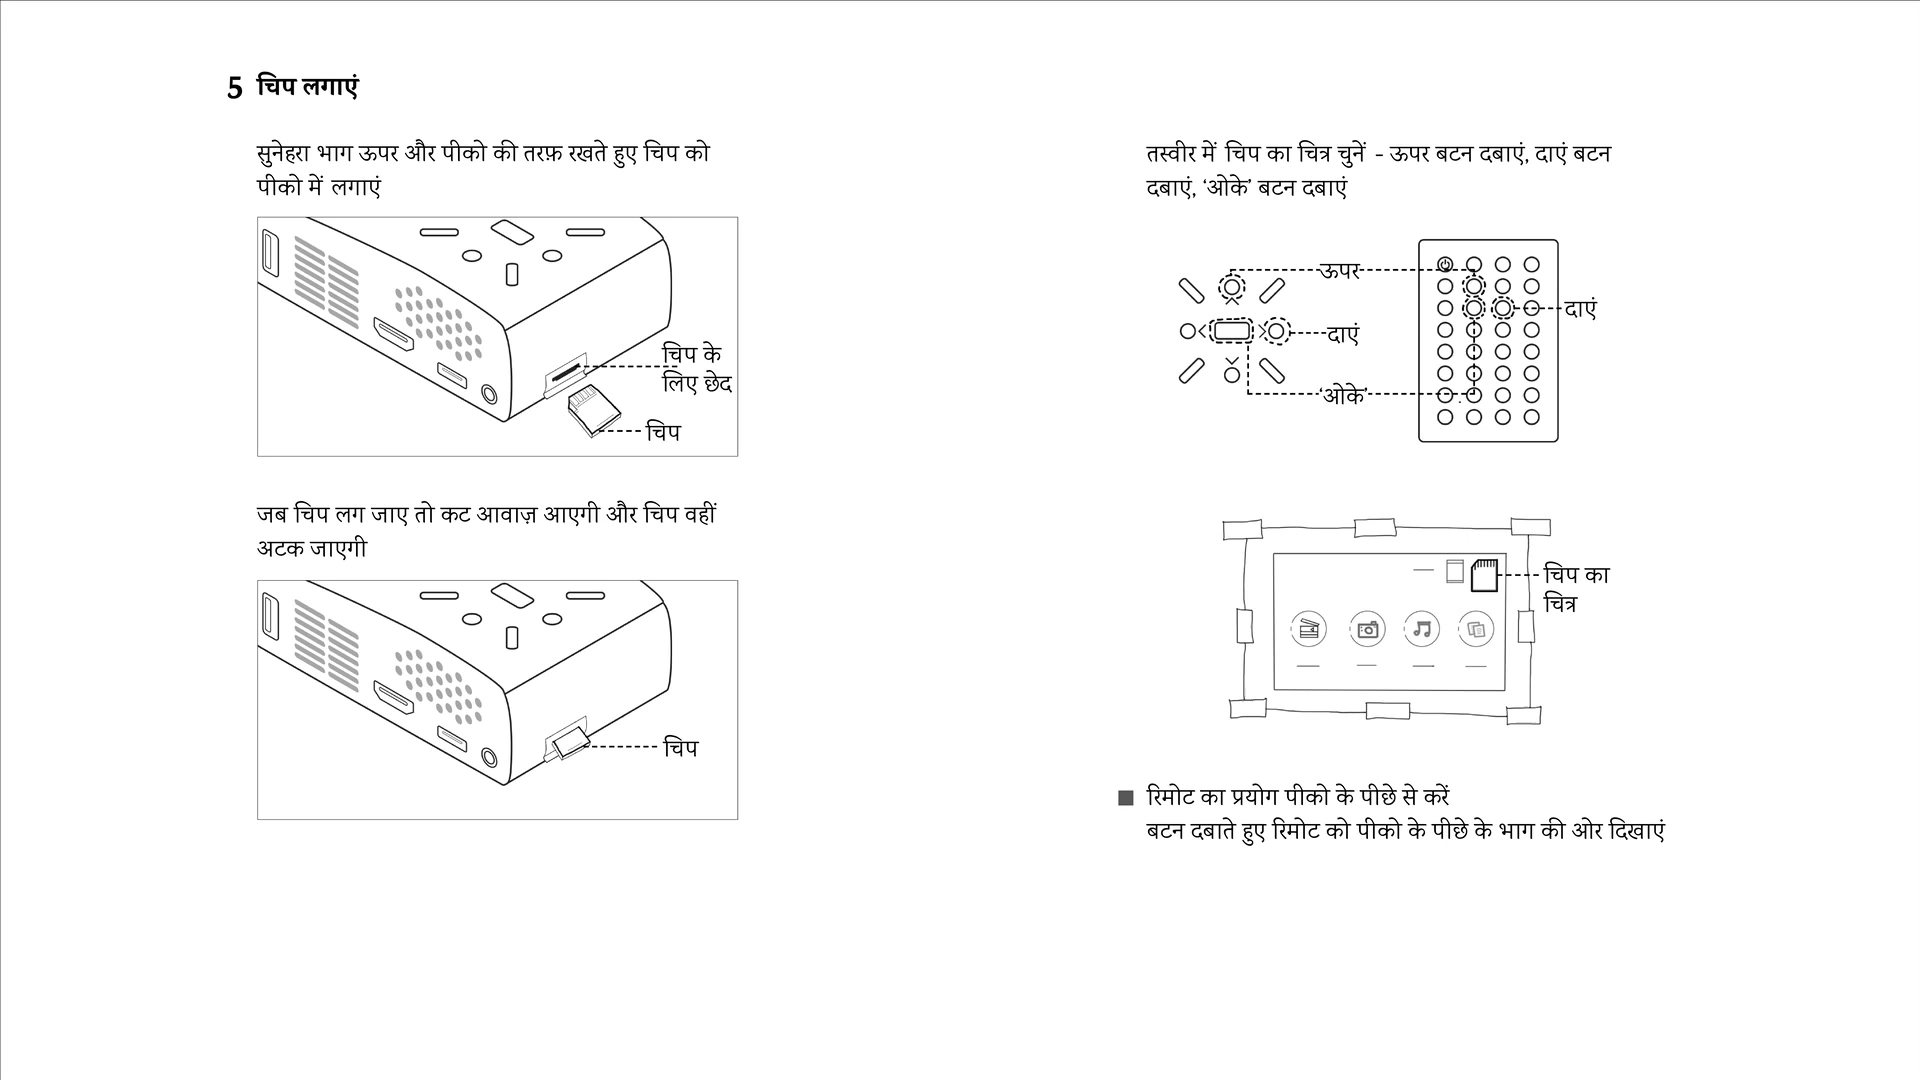 5 चिप लगाएं
सुनेहरा भाग ऊपर और पीको की तरफ़ रखते हुए चिप को
पीको में लगाएं
चिप के
लिए छेद
चिप
जब चिप लग जाए तो कट आवाज़ आएगी और चिप वहीं
अटक जाएगी
चिप
तस्वीर में चिप का चित्र चुनें - ऊपर बटन दबाएं, दाएं बटन
दबाएं, ‘ओके’ बटन दबाएं
ऊपर
दाएं
दाएं
‘ओके’
चिप का
चित्र
रिमोट का प्रयोग पीको के पीछे से करें
बटन दबाते हुए रिमोट को पीको के पीछे के भाग की ओर दिखाएं